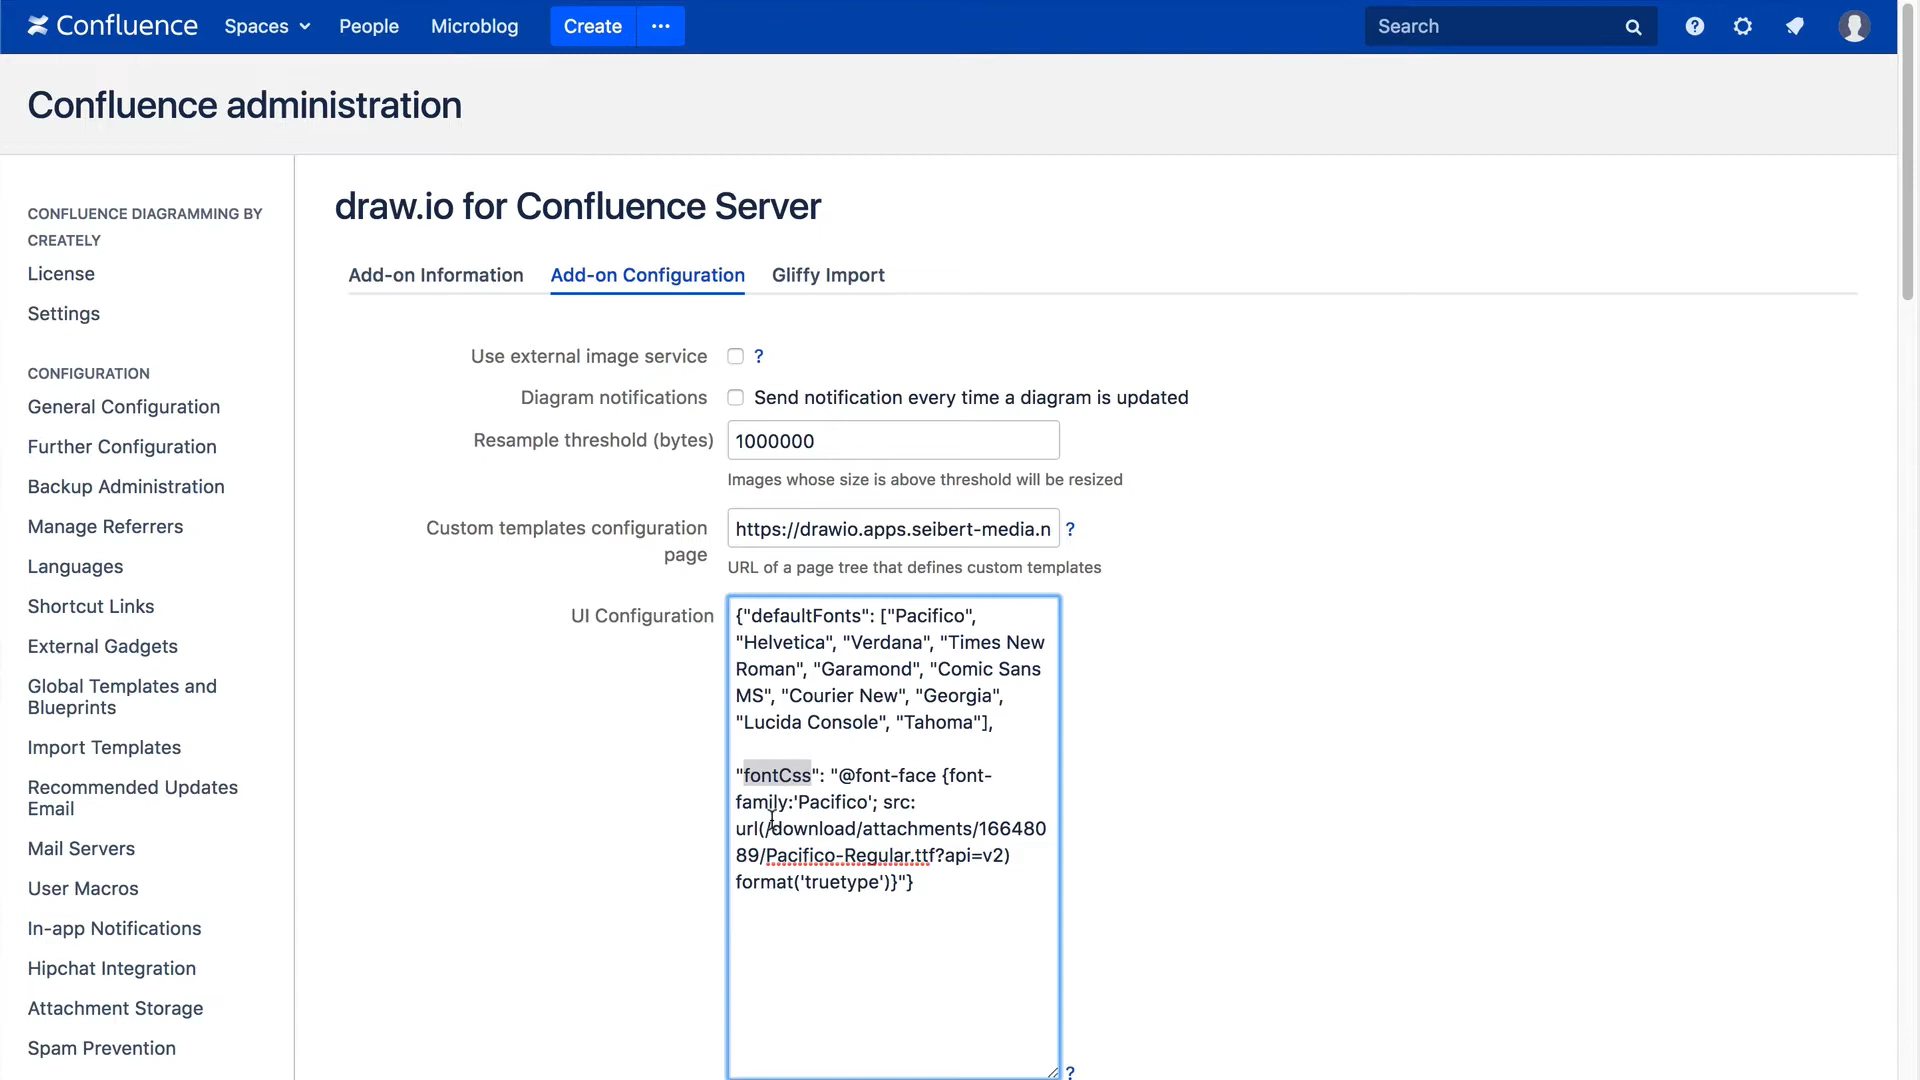 Confluence
Spaces
People
Microblog
Create
···
Search
Confluence administration
CONFLUENCE DIAGRAMMING BY
CREATELY
License
Settings
CONFIGURATION
General Configuration
Further Configuration
Backup Administration
Manage Referrers
Languages
Shortcut Links
External Gadgets
Global Templates and
Blueprints
Import Templates
Recommended Updates
Email
Mail Servers
User Macros
In-app Notifications
Hipchat Integration
Attachment Storage
Spam Prevention
draw.io for Confluence Server
Add-on Information
Add-on Configuration
Gliffy Import
Use external image service ?
Diagram notifications Send notification every time a diagram is updated
Resample threshold (bytes) 1000000
Images whose size is above threshold will be resized
Custom templates configuration
page
https://drawio.apps.seibert-media.n ?
URL of a page tree that defines custom templates
UI Configuration
{"defaultFonts": ["Pacifico",
"Helvetica", "Verdana", "Times New
Roman", "Garamond", "Comic Sans
MS", "Courier New", "Georgia",
"Lucida Console", "Tahoma"],
"fontCss": "@font-face {font-
family:'Pacifico'; src:
url(/download/attachments/166480
89/Pacifico-Regular.ttf?api=v2)
format('truetype')}"}
?